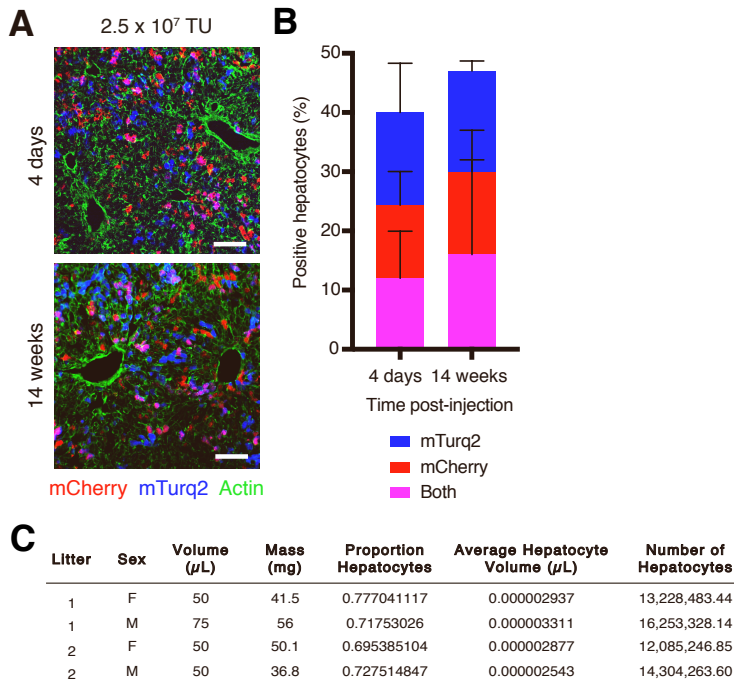 A
2.5 x 10⁷ TU
4 days
14 weeks
mCherry mTurq2 Actin
B
Positive hepatocytes (%)
50
40
30
20
10
0
4 days 14 weeks
Time post-injection
mTurq2
mCherry
Both
C
Litter Sex Volume (µL) Mass (mg) Proportion Hepatocytes Average Hepatocyte Volume (µL) Number of Hepatocytes
1 F 50 41.5 0.777041117 0.000002937 13,228,483.44
1 M 75 56 0.71753026 0.000003311 16,253,328.14
2 F 50 50.1 0.695385104 0.000002877 12,085,246.85
2 M 50 36.8 0.727514847 0.000002543 14,304,263.60